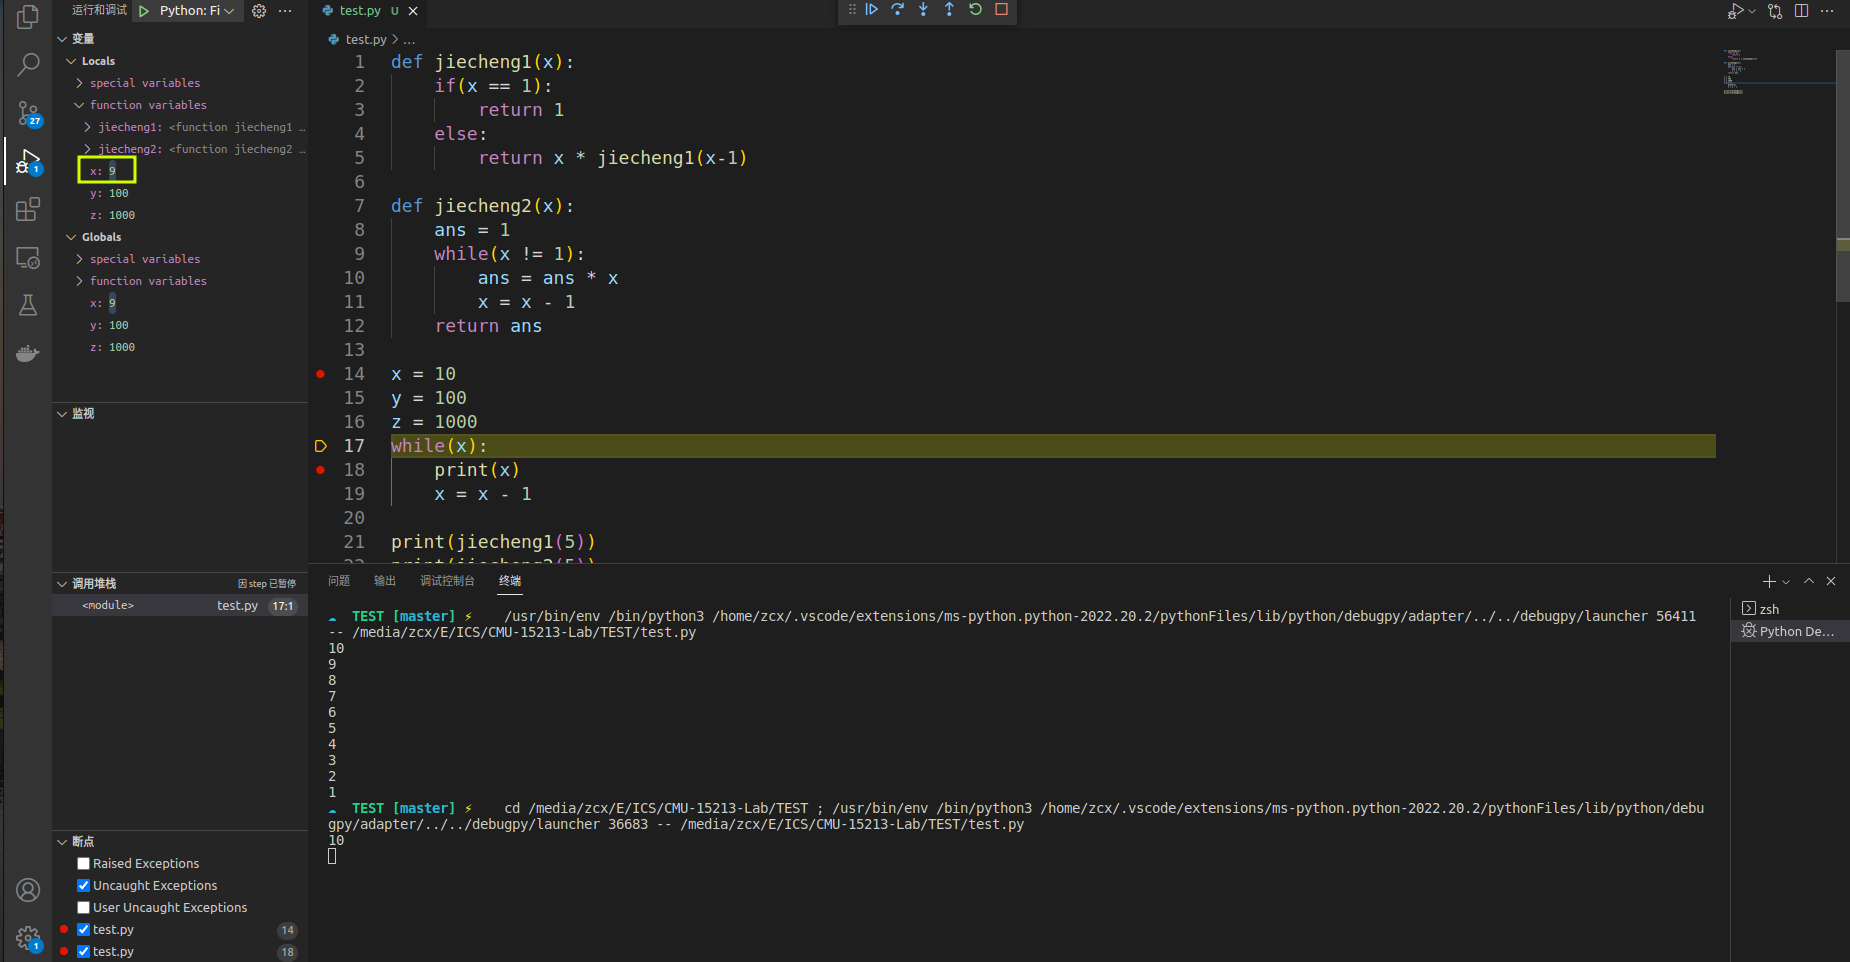 运行和调试 Python: Fi
变量
Locals
special variables
function variables
jiecheng1: <function jiecheng1 …
jiecheng2: <function jiecheng2 …
x: 9
y: 100
z: 1000
Globals
special variables
function variables
x: 9
y: 100
z: 1000
监视
调用堆栈 因 step 已暂停
<module> test.py 17:1
断点
Raised Exceptions
Uncaught Exceptions
User Uncaught Exceptions
test.py 14
test.py 18
27
1
1
test.py U
test.py > …
1 def jiecheng1(x):
2 if(x == 1):
3 return 1
4 else:
5 return x * jiecheng1(x-1)
6
7 def jiecheng2(x):
8 ans = 1
9 while(x != 1):
10 ans = ans * x
11 x = x - 1
12 return ans
13
14 x = 10
15 y = 100
16 z = 1000
17 while(x):
18 print(x)
19 x = x - 1
20
21 print(jiecheng1(5))
22 print(jiecheng2(5))
问题 输出 调试控制台 终端
TEST [master] ⚡ /usr/bin/env /bin/python3 /home/zcx/.vscode/extensions/ms-python.python-2022.20.2/pythonFiles/lib/python/debugpy/adapter/../../debugpy/launcher 56411
-- /media/zcx/E/ICS/CMU-15213-Lab/TEST/test.py
10
9
8
7
6
5
4
3
2
1
TEST [master] ⚡ cd /media/zcx/E/ICS/CMU-15213-Lab/TEST ; /usr/bin/env /bin/python3 /home/zcx/.vscode/extensions/ms-python.python-2022.20.2/pythonFiles/lib/python/debu
gpy/adapter/../../debugpy/launcher 36683 -- /media/zcx/E/ICS/CMU-15213-Lab/TEST/test.py
10
zsh
Python De…